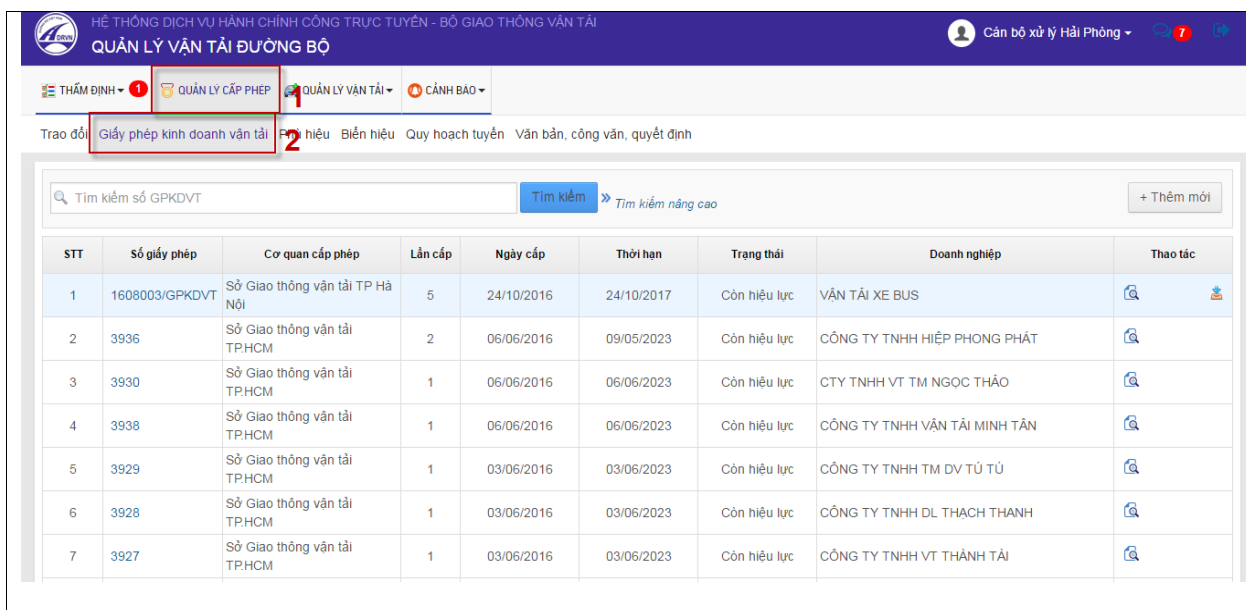 HỆ THỐNG DỊCH VỤ HÀNH CHÍNH CÔNG TRỰC TUYẾN - BỘ GIAO THÔNG VẬN TẢI
DRVN
QUẢN LÝ VẬN TẢI ĐƯỜNG BỘ
Cán bộ xử lý Hải Phòng
7
THẨM ĐỊNH 1 QUẢN LÝ CẤP PHÉP 1 QUẢN LÝ VẬN TẢI CẢNH BÁO
Trao đổi Giấy phép kinh doanh vận tải 2 Phù hiệu Biển hiệu Quy hoạch tuyến Văn bản, công văn, quyết định
Tìm kiếm số GPKDVT Tìm kiếm » Tìm kiếm nâng cao + Thêm mới
STT Số giấy phép Cơ quan cấp phép Lần cấp Ngày cấp Thời hạn Trạng thái Doanh nghiệp Thao tác
1 1608003/GPKDVT Sở Giao thông vận tải TP Hà 5 24/10/2016 24/10/2017 Còn hiệu lực VẬN TẢI XE BUS
Nội
2 3936 Sở Giao thông vận tải 2 06/06/2016 09/05/2023 Còn hiệu lực CÔNG TY TNHH HIỆP PHONG PHÁT
TP.HCM
3 3930 Sở Giao thông vận tải 1 06/06/2016 06/06/2023 Còn hiệu lực CTY TNHH VT TM NGỌC THẢO
TP.HCM
4 3938 Sở Giao thông vận tải 1 06/06/2016 06/06/2023 Còn hiệu lực CÔNG TY TNHH VẬN TẢI MINH TÂN
TP.HCM
5 3929 Sở Giao thông vận tải 1 03/06/2016 03/06/2023 Còn hiệu lực CÔNG TY TNHH TM DV TÚ TÚ
TP.HCM
6 3928 Sở Giao thông vận tải 1 03/06/2016 03/06/2023 Còn hiệu lực CÔNG TY TNHH DL THẠCH THANH
TP.HCM
7 3927 Sở Giao thông vận tải 1 03/06/2016 03/06/2023 Còn hiệu lực CÔNG TY TNHH VT THÀNH TÀI
TP.HCM